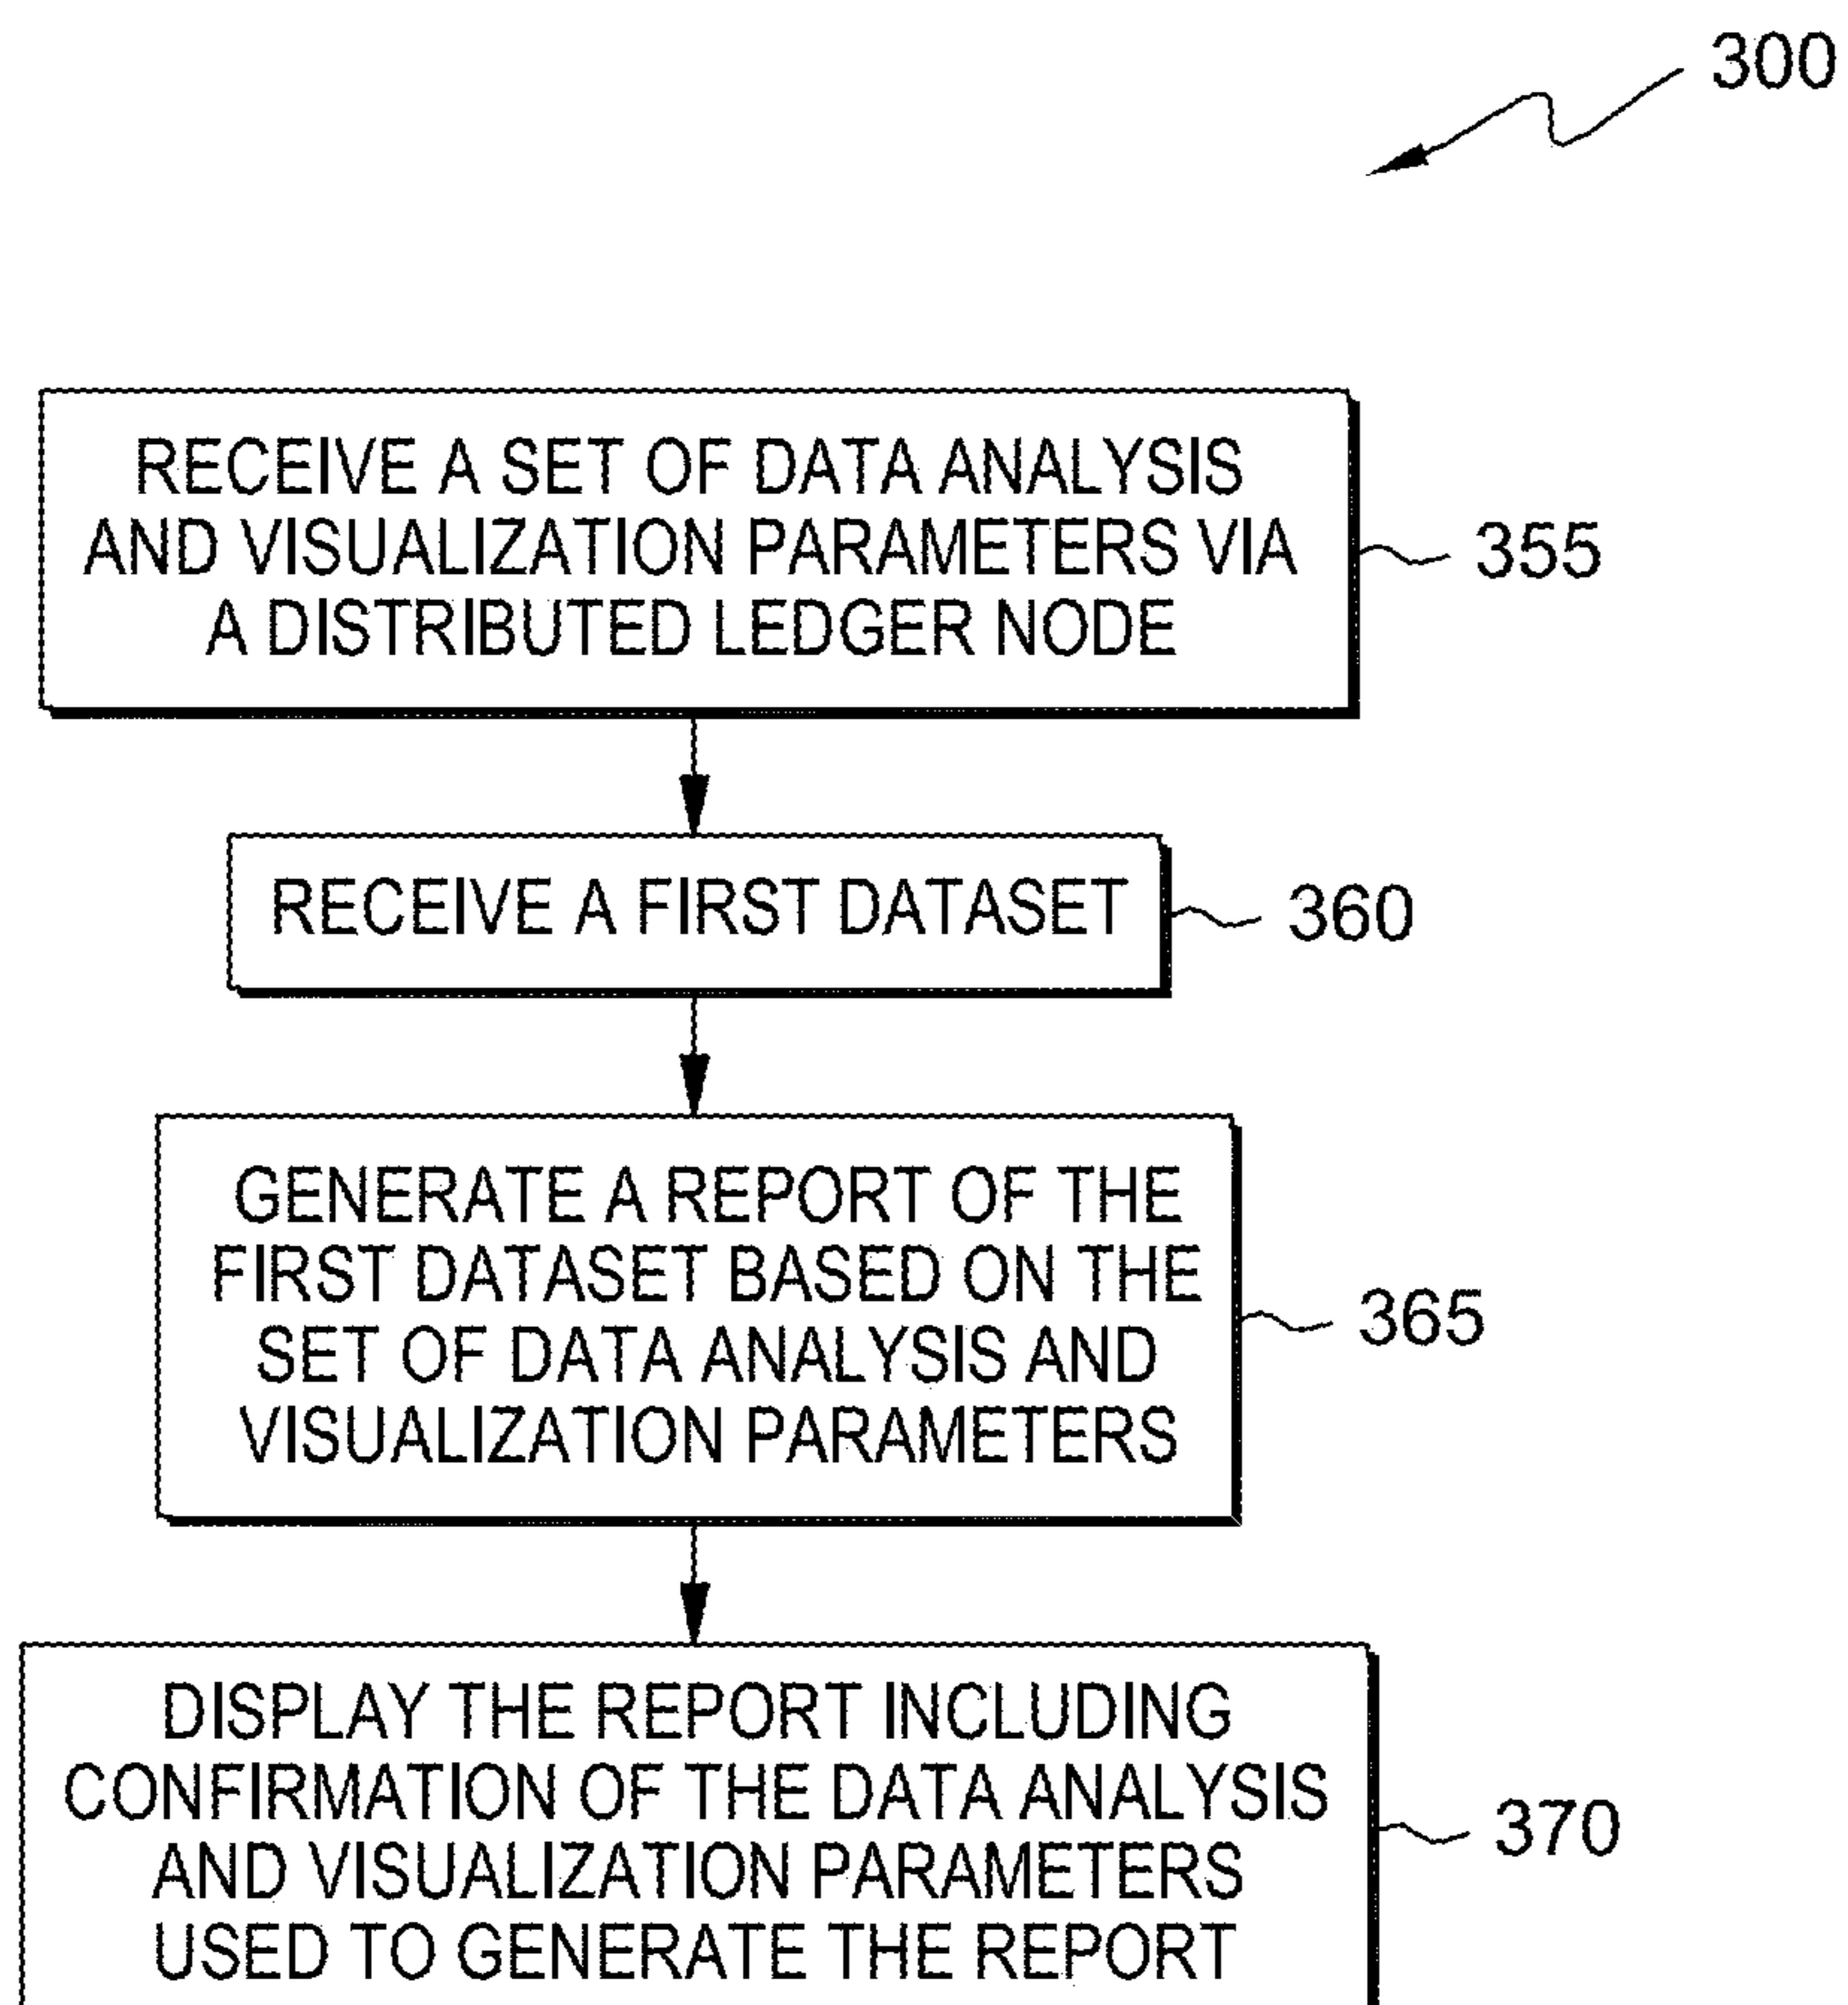 300
RECEIVE A SET OF DATA ANALYSIS
AND VISUALIZATION PARAMETERS VIA
A DISTRIBUTED LEDGER NODE
355
RECEIVE A FIRST DATASET
360
GENERATE A REPORT OF THE
FIRST DATASET BASED ON THE
SET OF DATA ANALYSIS AND
VISUALIZATION PARAMETERS
365
DISPLAY THE REPORT INCLUDING
CONFIRMATION OF THE DATA ANALYSIS
AND VISUALIZATION PARAMETERS
USED TO GENERATE THE REPORT
370